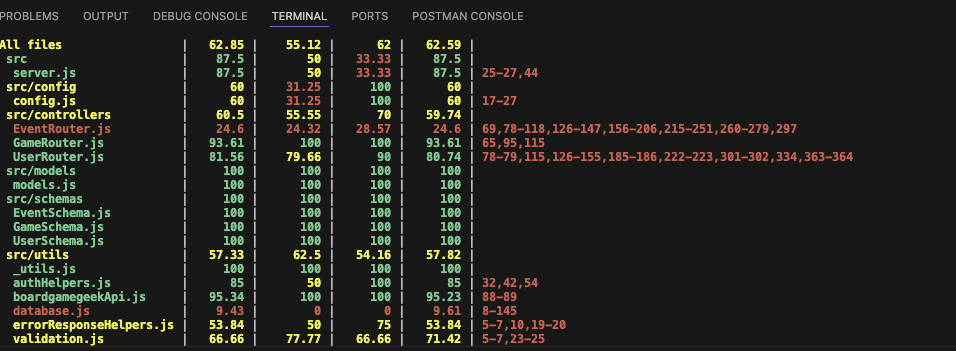 PROBLEMS OUTPUT DEBUG CONSOLE TERMINAL PORTS POSTMAN CONSOLE
All files | 62.85 | 55.12 | 62 | 62.59 |
src | 87.5 | 50 | 33.33 | 87.5 |
server.js | 87.5 | 50 | 33.33 | 87.5 | 25-27,44
src/config | 60 | 31.25 | 100 | 60 |
config.js | 60 | 31.25 | 100 | 60 | 17-27
src/controllers | 60.5 | 55.55 | 70 | 59.74 |
EventRouter.js | 24.6 | 24.32 | 28.57 | 24.6 | 69,78-118,126-147,156-206,215-251,260-279,297
GameRouter.js | 93.61 | 100 | 100 | 93.61 | 65,95,115
UserRouter.js | 81.56 | 79.66 | 90 | 80.74 | 78-79,115,126-155,185-186,222-223,301-302,334,363-364
src/models | 100 | 100 | 100 | 100 |
models.js | 100 | 100 | 100 | 100 |
src/schemas | 100 | 100 | 100 | 100 |
EventSchema.js | 100 | 100 | 100 | 100 |
GameSchema.js | 100 | 100 | 100 | 100 |
UserSchema.js | 100 | 100 | 100 | 100 |
src/utils | 57.33 | 62.5 | 54.16 | 57.82 |
_utils.js | 100 | 100 | 100 | 100 |
authHelpers.js | 85 | 50 | 100 | 85 | 32,42,54
boardgamegeekApi.js | 95.34 | 100 | 100 | 95.23 | 88-89
database.js | 9.43 | 0 | 0 | 9.61 | 8-145
errorResponseHelpers.js | 53.84 | 50 | 75 | 53.84 | 5-7,10,19-20
validation.js | 66.66 | 77.77 | 66.66 | 71.42 | 5-7,23-25